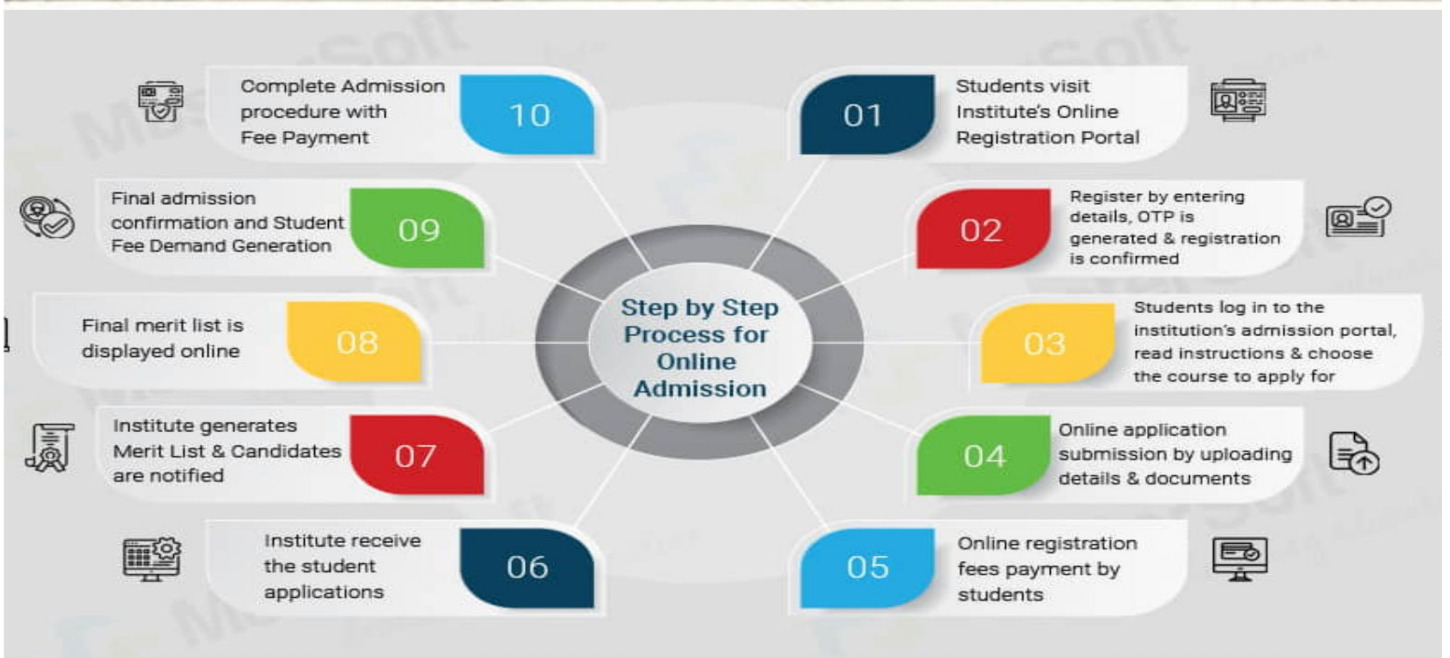 Step by Step
Process for
Online
Admission
01
Students visit
Institute's Online
Registration Portal
02
Register by entering
details, OTP is
generated & registration
is confirmed
03
Students log in to the
institution's admission portal,
read instructions & choose
the course to apply for
04
Online application
submission by uploading
details & documents
05
Online registration
fees payment by
students
06
Institute receive
the student
applications
07
Institute generates
Merit List & Candidates
are notified
08
Final merit list is
displayed online
09
Final admission
confirmation and Student
Fee Demand Generation
10
Complete Admission
procedure with
Fee Payment